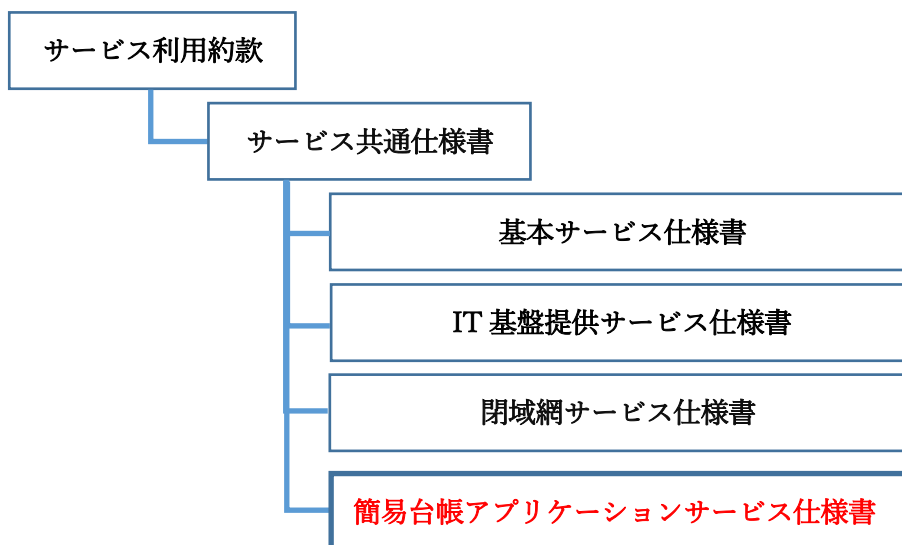 サービス利用約款
サービス共通仕様書
基本サービス仕様書
IT 基盤提供サービス仕様書
閉域網サービス仕様書
簡易台帳アプリケーションサービス仕様書